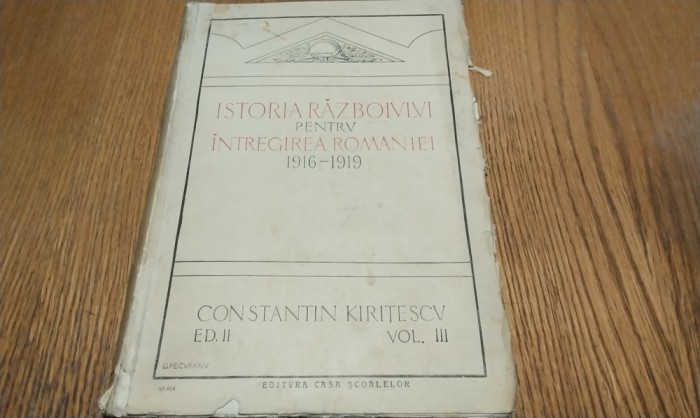 ISTORIA RĂZBOIVLVI
PENTRV
ÎNTREGIREA ROMANIEI
1916–1919
CONSTANTIN KIRIȚESCV
ED. II VOL. III
EDITVRA CASA ȘCOALELOR